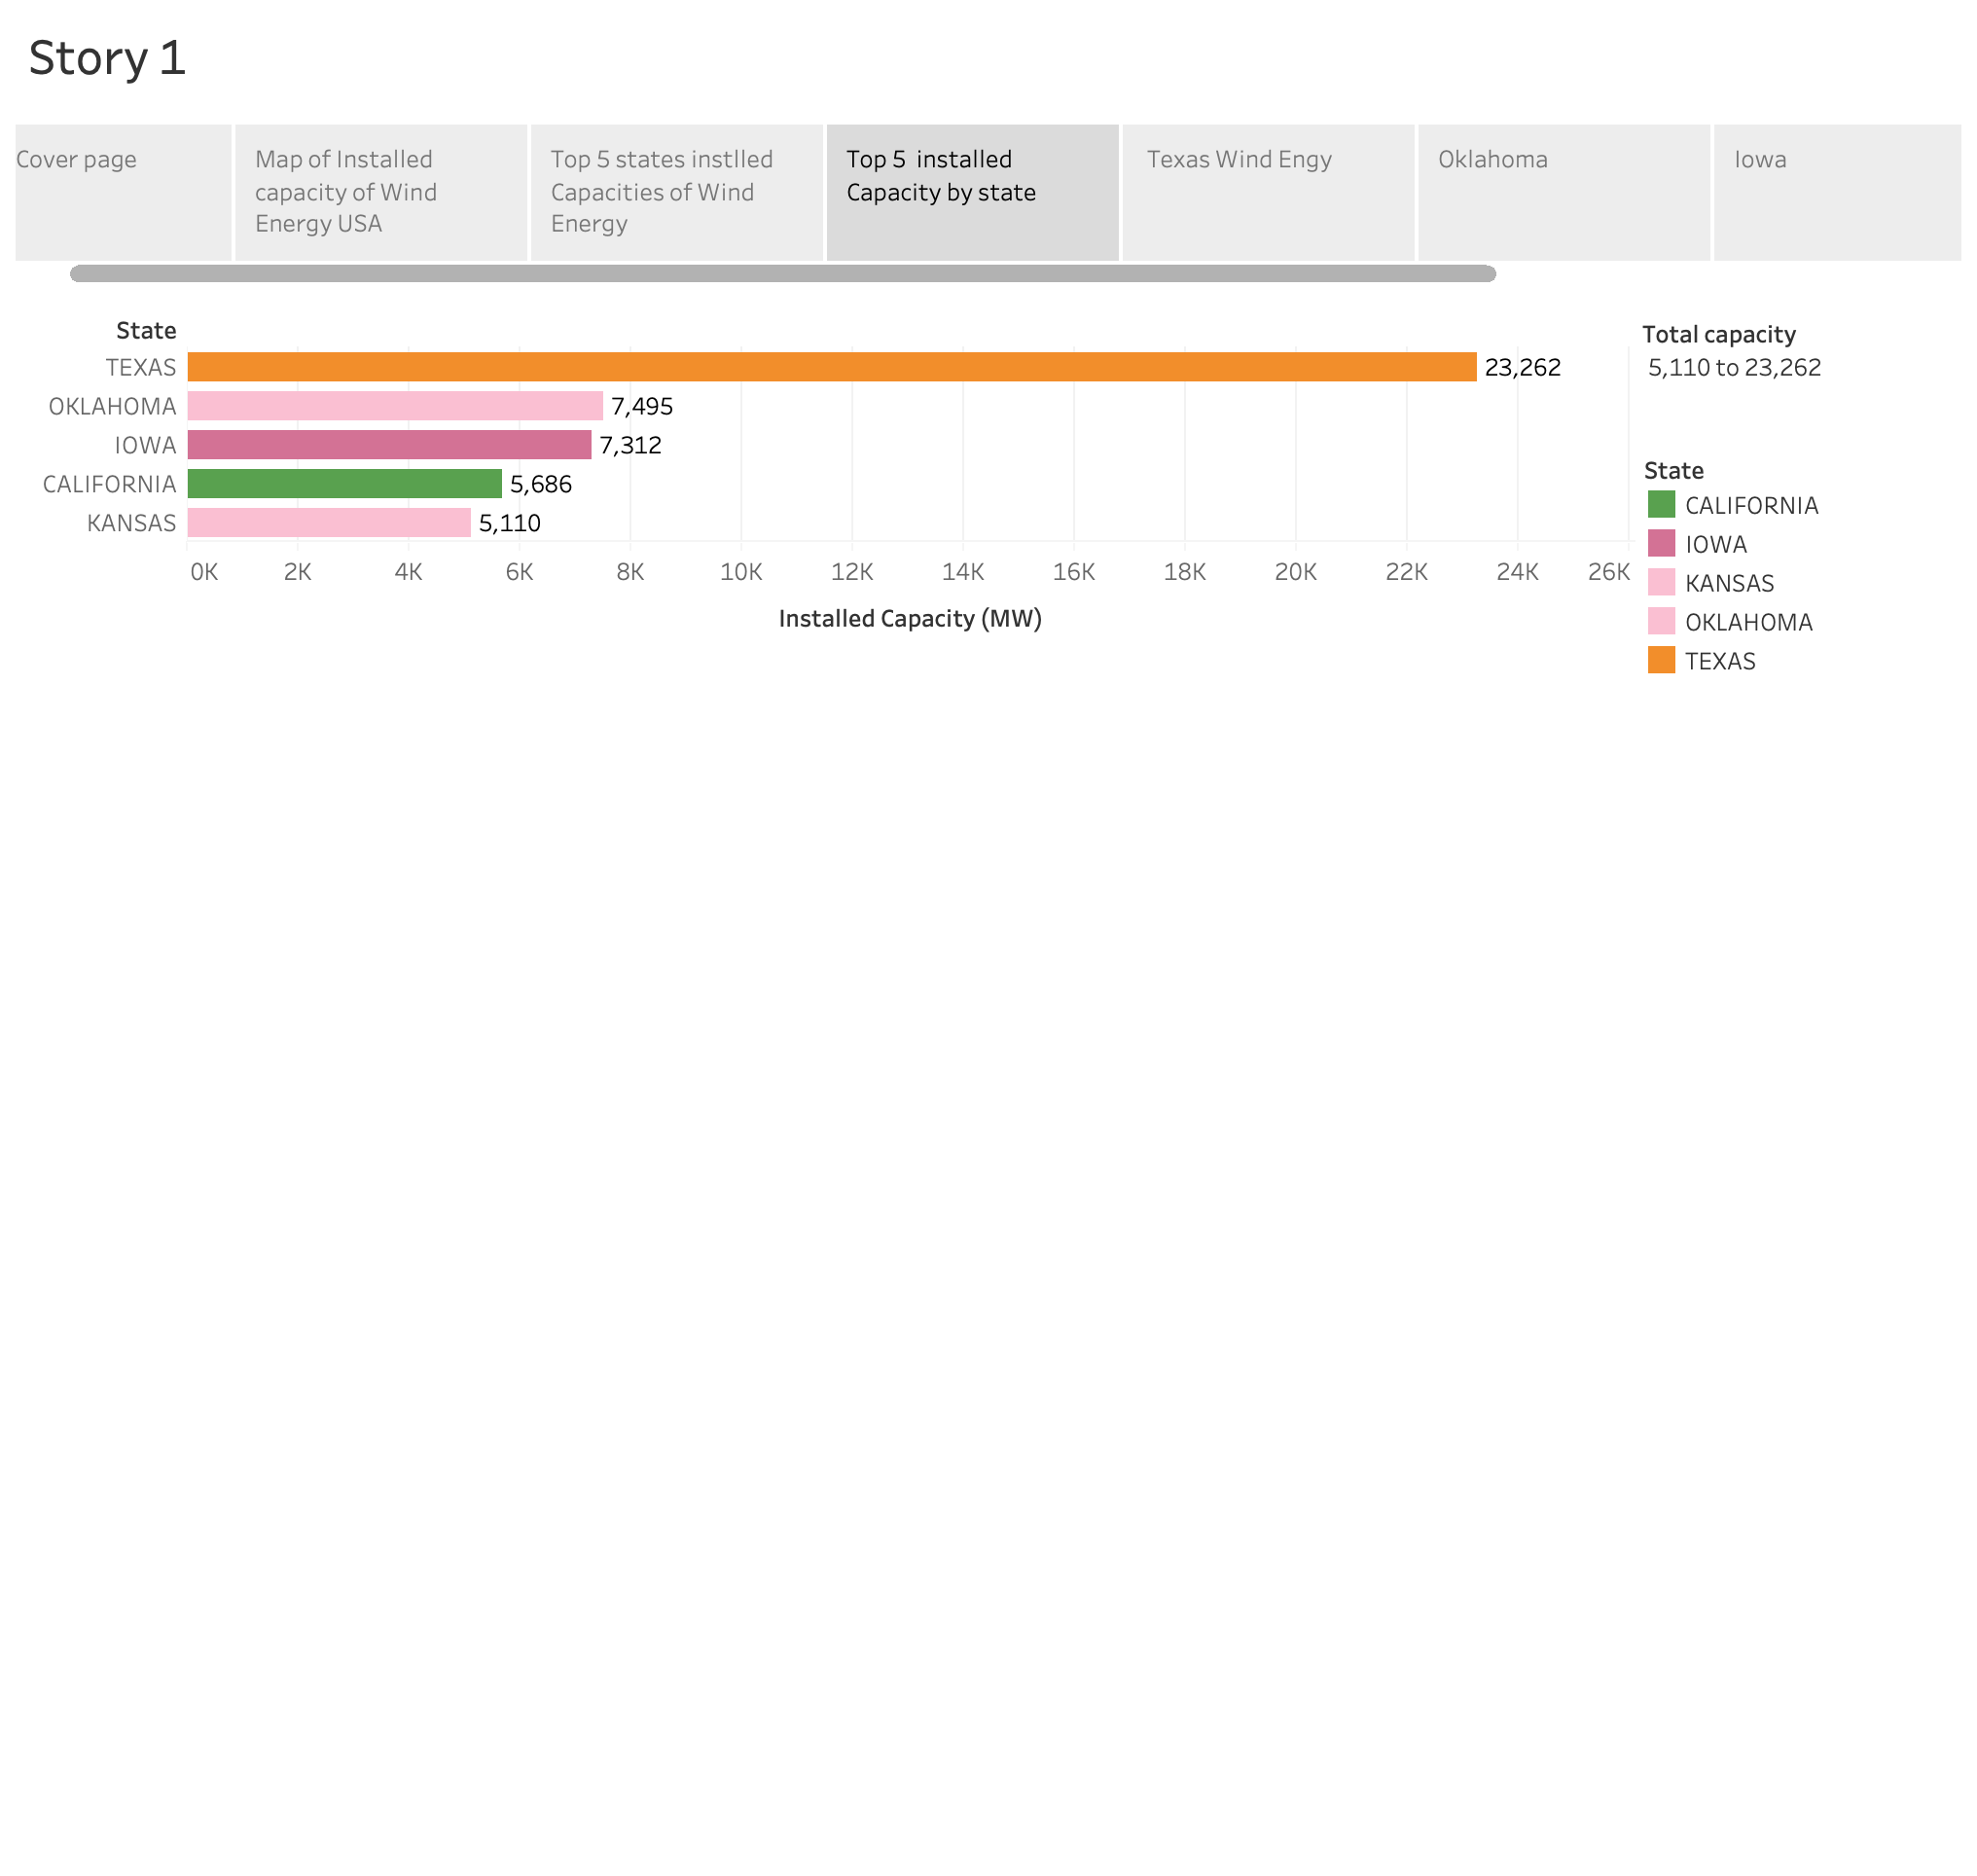 Story 1
Cover page
Map of Installed
capacity of Wind
Energy USA
Top 5 states instlled
Capacities of Wind
Energy
Top 5  installed
Capacity by state
Texas Wind Engy
Oklahoma
Iowa
State
TEXAS
23,262
OKLAHOMA
7,495
IOWA
7,312
CALIFORNIA
5,686
KANSAS
5,110
0K 2K 4K 6K 8K 10K 12K 14K 16K 18K 20K 22K 24K 26K
Installed Capacity (MW)
Total capacity
5,110 to 23,262
State
CALIFORNIA
IOWA
KANSAS
OKLAHOMA
TEXAS